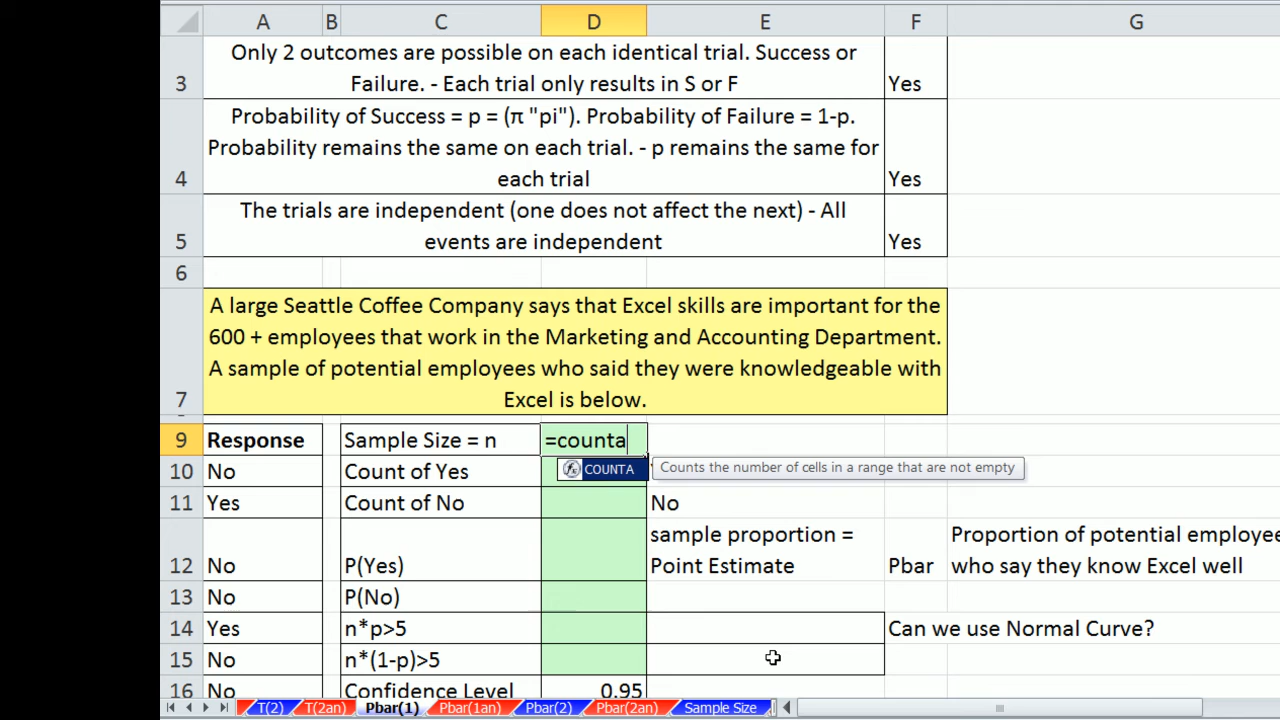 A B C D E F G
3 Only 2 outcomes are possible on each identical trial. Success or
Failure. - Each trial only results in S or F Yes
4 Probability of Success = p = (π "pi"). Probability of Failure = 1-p.
Probability remains the same on each trial. - p remains the same for
each trial Yes
5 The trials are independent (one does not affect the next) - All
events are independent Yes
6
7 A large Seattle Coffee Company says that Excel skills are important for the
600 + employees that work in the Marketing and Accounting Department.
A sample of potential employees who said they were knowledgeable with
Excel is below.
9 Response Sample Size = n =counta
COUNTA Counts the number of cells in a range that are not empty
10 No Count of Yes
11 Yes Count of No No
12 No P(Yes) sample proportion =
Point Estimate Pbar Proportion of potential employee
who say they know Excel well
13 No P(No)
14 Yes n*p>5 Can we use Normal Curve?
15 No n*(1-p)>5
16 No Confidence Level 0.95
T(2) T(2an) Pbar(1) Pbar(1an) Pbar(2) Pbar(2an) Sample Size